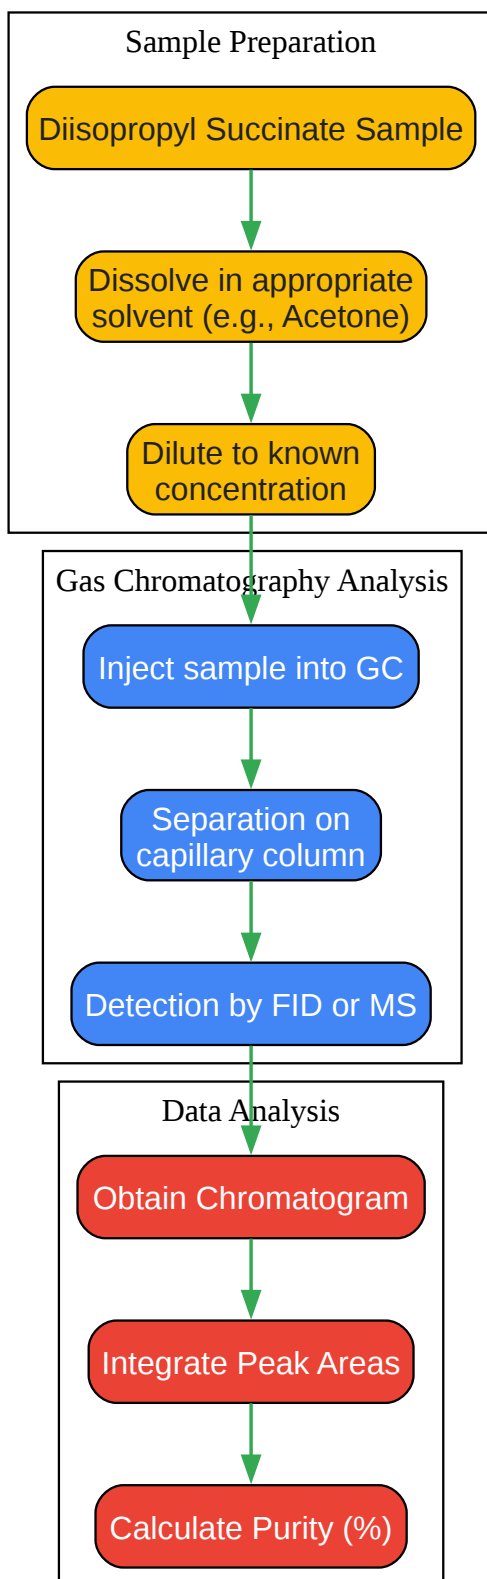 Sample Preparation
Diisopropyl Succinate Sample
Dissolve in appropriate
solvent (e.g., Acetone)
Dilute to known
concentration
Gas Chromatography Analysis
Inject sample into GC
Separation on
capillary column
Detection by FID or MS
Data Analysis
Obtain Chromatogram
Integrate Peak Areas
Calculate Purity (%)